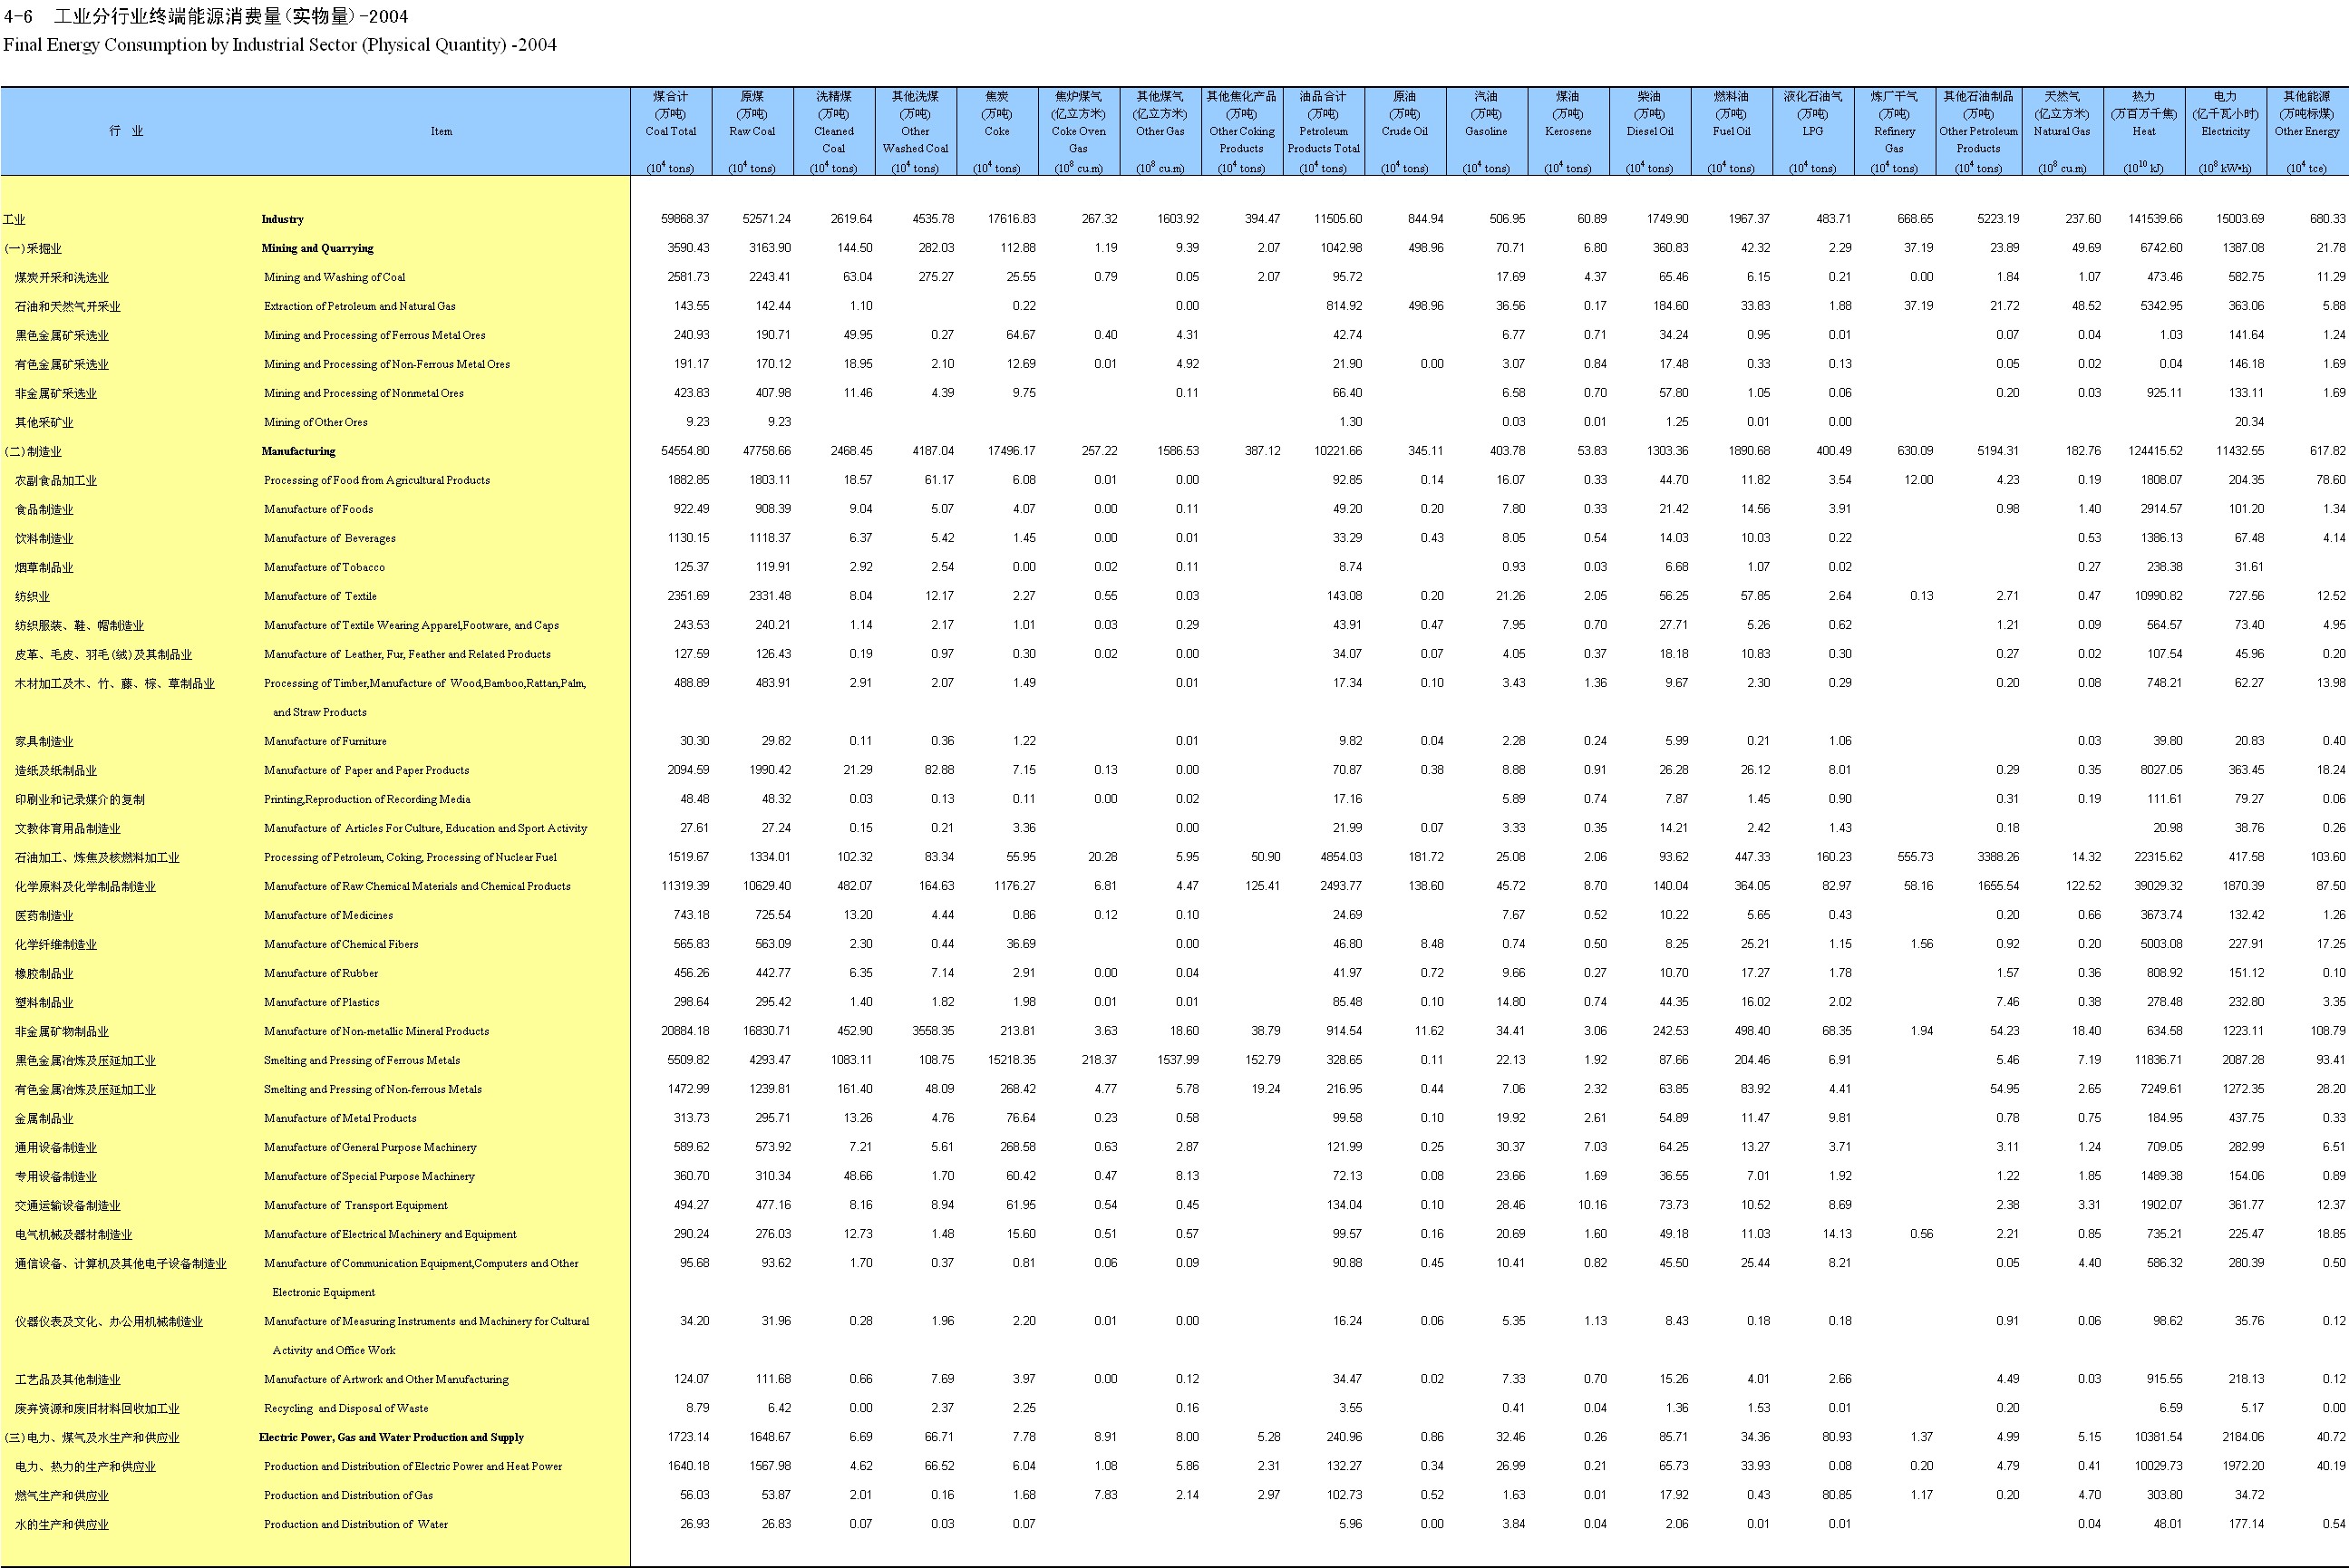 4-6 工业分行业终端能源消费量(实物量)-2004
Final Energy Consumption by Industrial Sector (Physical Quantity) -2004
行 业 Item 煤合计 (万吨) Coal Total (10⁴ tons) 原煤 (万吨) Raw Coal (10⁴ tons) 洗精煤 (万吨) Cleaned Coal (10⁴ tons) 其他洗煤 (万吨) Other Washed Coal (10⁴ tons) 焦炭 (万吨) Coke (10⁴ tons) 焦炉煤气 (亿立方米) Coke Oven Gas (10⁸ cu.m) 其他煤气 (亿立方米) Other Gas (10⁸ cu.m) 其他焦化产品 (万吨) Other Coking Products (10⁴ tons) 油品合计 (万吨) Petroleum Products Total (10⁴ tons) 原油 (万吨) Crude Oil (10⁴ tons) 汽油 (万吨) Gasoline (10⁴ tons) 煤油 (万吨) Kerosene (10⁴ tons) 柴油 (万吨) Diesel Oil (10⁴ tons) 燃料油 (万吨) Fuel Oil (10⁴ tons) 液化石油气 (万吨) LPG (10⁴ tons) 炼厂干气 (万吨) Refinery Gas (10⁴ tons) 其他石油制品 (万吨) Other Petroleum Products (10⁴ tons) 天然气 (亿立方米) Natural Gas (10⁸ cu.m) 热力 (万百万千焦) Heat (10¹⁰ kJ) 电力 (亿千瓦小时) Electricity (10⁸ kW•h) 其他能源 (万吨标煤) Other Energy (10⁴ tce)
工业 Industry 59868.37 52571.24 2619.64 4535.78 17616.83 267.32 1603.92 394.47 11505.60 844.94 506.95 60.89 1749.90 1967.37 483.71 668.65 5223.19 237.60 141539.66 15003.69 680.33
(一)采掘业 Mining and Quarrying 3590.43 3163.90 144.50 282.03 112.88 1.19 9.39 2.07 1042.98 498.96 70.71 6.80 360.83 42.32 2.29 37.19 23.89 49.69 6742.60 1387.08 21.78
煤炭开采和洗选业 Mining and Washing of Coal 2581.73 2243.41 63.04 275.27 25.55 0.79 0.05 2.07 95.72 17.69 4.37 65.46 6.15 0.21 0.00 1.84 1.07 473.46 582.75 11.29
石油和天然气开采业 Extraction of Petroleum and Natural Gas 143.55 142.44 1.10 0.22 0.00 814.92 498.96 36.56 0.17 184.60 33.83 1.88 37.19 21.72 48.52 5342.95 363.06 5.88
黑色金属矿采选业 Mining and Processing of Ferrous Metal Ores 240.93 190.71 49.95 0.27 64.67 0.40 4.31 42.74 6.77 0.71 34.24 0.95 0.01 0.07 0.04 1.03 141.64 1.24
有色金属矿采选业 Mining and Processing of Non-Ferrous Metal Ores 191.17 170.12 18.95 2.10 12.69 0.01 4.92 21.90 0.00 3.07 0.84 17.48 0.33 0.13 0.05 0.02 0.04 146.18 1.69
非金属矿采选业 Mining and Processing of Nonmetal Ores 423.83 407.98 11.46 4.39 9.75 0.11 66.40 6.58 0.70 57.80 1.05 0.06 0.20 0.03 925.11 133.11 1.69
其他采矿业 Mining of Other Ores 9.23 9.23 1.30 0.03 0.01 1.25 0.01 0.00 20.34
(二)制造业 Manufacturing 54554.80 47758.66 2468.45 4187.04 17496.17 257.22 1586.53 387.12 10221.66 345.11 403.78 53.83 1303.36 1890.68 400.49 630.09 5194.31 182.76 124415.52 11432.55 617.82
农副食品加工业 Processing of Food from Agricultural Products 1882.85 1803.11 18.57 61.17 6.08 0.01 0.00 92.85 0.14 16.07 0.33 44.70 11.82 3.54 12.00 4.23 0.19 1808.07 204.35 78.60
食品制造业 Manufacture of Foods 922.49 908.39 9.04 5.07 4.07 0.00 0.11 49.20 0.20 7.80 0.33 21.42 14.56 3.91 0.98 1.40 2914.57 101.20 1.34
饮料制造业 Manufacture of Beverages 1130.15 1118.37 6.37 5.42 1.45 0.00 0.01 33.29 0.43 8.05 0.54 14.03 10.03 0.22 0.53 1386.13 67.48 4.14
烟草制品业 Manufacture of Tobacco 125.37 119.91 2.92 2.54 0.00 0.02 0.11 8.74 0.93 0.03 6.68 1.07 0.02 0.27 238.38 31.61
纺织业 Manufacture of Textile 2351.69 2331.48 8.04 12.17 2.27 0.55 0.03 143.08 0.20 21.26 2.05 56.25 57.85 2.64 0.13 2.71 0.47 10990.82 727.56 12.52
纺织服装、鞋、帽制造业 Manufacture of Textile Wearing Apparel,Footware, and Caps 243.53 240.21 1.14 2.17 1.01 0.03 0.29 43.91 0.47 7.95 0.70 27.71 5.26 0.62 1.21 0.09 564.57 73.40 4.95
皮革、毛皮、羽毛(绒)及其制品业 Manufacture of Leather, Fur, Feather and Related Products 127.59 126.43 0.19 0.97 0.30 0.02 0.00 34.07 0.07 4.05 0.37 18.18 10.83 0.30 0.27 0.02 107.54 45.96 0.20
木材加工及木、竹、藤、棕、草制品业 Processing of Timber,Manufacture of Wood,Bamboo,Rattan,Palm, 488.89 483.91 2.91 2.07 1.49 0.01 17.34 0.10 3.43 1.36 9.67 2.30 0.29 0.20 0.08 748.21 62.27 13.98
and Straw Products
家具制造业 Manufacture of Furniture 30.30 29.82 0.11 0.36 1.22 0.01 9.82 0.04 2.28 0.24 5.99 0.21 1.06 0.03 39.80 20.83 0.40
造纸及纸制品业 Manufacture of Paper and Paper Products 2094.59 1990.42 21.29 82.88 7.15 0.13 0.00 70.87 0.38 8.88 0.91 26.28 26.12 8.01 0.29 0.35 8027.05 363.45 18.24
印刷业和记录媒介的复制 Printing,Reproduction of Recording Media 48.48 48.32 0.03 0.13 0.11 0.00 0.02 17.16 5.89 0.74 7.87 1.45 0.90 0.31 0.19 111.61 79.27 0.06
文教体育用品制造业 Manufacture of Articles For Culture, Education and Sport Activity 27.61 27.24 0.15 0.21 3.36 0.00 21.99 0.07 3.33 0.35 14.21 2.42 1.43 0.18 20.98 38.76 0.26
石油加工、炼焦及核燃料加工业 Processing of Petroleum, Coking, Processing of Nuclear Fuel 1519.67 1334.01 102.32 83.34 55.95 20.28 5.95 50.90 4854.03 181.72 25.08 2.06 93.62 447.33 160.23 555.73 3388.26 14.32 22315.62 417.58 103.60
化学原料及化学制品制造业 Manufacture of Raw Chemical Materials and Chemical Products 11319.39 10629.40 482.07 164.63 1176.27 6.81 4.47 125.41 2493.77 138.60 45.72 8.70 140.04 364.05 82.97 58.16 1655.54 122.52 39029.32 1870.39 87.50
医药制造业 Manufacture of Medicines 743.18 725.54 13.20 4.44 0.86 0.12 0.10 24.69 7.67 0.52 10.22 5.65 0.43 0.20 0.66 3673.74 132.42 1.26
化学纤维制造业 Manufacture of Chemical Fibers 565.83 563.09 2.30 0.44 36.69 0.00 46.80 8.48 0.74 0.50 8.25 25.21 1.15 1.56 0.92 0.20 5003.08 227.91 17.25
橡胶制品业 Manufacture of Rubber 456.26 442.77 6.35 7.14 2.91 0.00 0.04 41.97 0.72 9.66 0.27 10.70 17.27 1.78 1.57 0.36 808.92 151.12 0.10
塑料制品业 Manufacture of Plastics 298.64 295.42 1.40 1.82 1.98 0.01 0.01 85.48 0.10 14.80 0.74 44.35 16.02 2.02 7.46 0.38 278.48 232.80 3.35
非金属矿物制品业 Manufacture of Non-metallic Mineral Products 20884.18 16830.71 452.90 3558.35 213.81 3.63 18.60 38.79 914.54 11.62 34.41 3.06 242.53 498.40 68.35 1.94 54.23 18.40 634.58 1223.11 108.79
黑色金属冶炼及压延加工业 Smelting and Pressing of Ferrous Metals 5509.82 4293.47 1083.11 108.75 15218.35 218.37 1537.99 152.79 328.65 0.11 22.13 1.92 87.66 204.46 6.91 5.46 7.19 11836.71 2087.28 93.41
有色金属冶炼及压延加工业 Smelting and Pressing of Non-ferrous Metals 1472.99 1239.81 161.40 48.09 268.42 4.77 5.78 19.24 216.95 0.44 7.06 2.32 63.85 83.92 4.41 54.95 2.65 7249.61 1272.35 28.20
金属制品业 Manufacture of Metal Products 313.73 295.71 13.26 4.76 76.64 0.23 0.58 99.58 0.10 19.92 2.61 54.89 11.47 9.81 0.78 0.75 184.95 437.75 0.33
通用设备制造业 Manufacture of General Purpose Machinery 589.62 573.92 7.21 5.61 268.58 0.63 2.87 121.99 0.25 30.37 7.03 64.25 13.27 3.71 3.11 1.24 709.05 282.99 6.51
专用设备制造业 Manufacture of Special Purpose Machinery 360.70 310.34 48.66 1.70 60.42 0.47 8.13 72.13 0.08 23.66 1.69 36.55 7.01 1.92 1.22 1.85 1489.38 154.06 0.89
交通运输设备制造业 Manufacture of Transport Equipment 494.27 477.16 8.16 8.94 61.95 0.54 0.45 134.04 0.10 28.46 10.16 73.73 10.52 8.69 2.38 3.31 1902.07 361.77 12.37
电气机械及器材制造业 Manufacture of Electrical Machinery and Equipment 290.24 276.03 12.73 1.48 15.60 0.51 0.57 99.57 0.16 20.69 1.60 49.18 11.03 14.13 0.56 2.21 0.85 735.21 225.47 18.85
通信设备、计算机及其他电子设备制造业 Manufacture of Communication Equipment,Computers and Other 95.68 93.62 1.70 0.37 0.81 0.06 0.09 90.88 0.45 10.41 0.82 45.50 25.44 8.21 0.05 4.40 586.32 280.39 0.50
Electronic Equipment
仪器仪表及文化、办公用机械制造业 Manufacture of Measuring Instruments and Machinery for Cultural 34.20 31.96 0.28 1.96 2.20 0.01 0.00 16.24 0.06 5.35 1.13 8.43 0.18 0.18 0.91 0.06 98.62 35.76 0.12
Activity and Office Work
工艺品及其他制造业 Manufacture of Artwork and Other Manufacturing 124.07 111.68 0.66 7.69 3.97 0.00 0.12 34.47 0.02 7.33 0.70 15.26 4.01 2.66 4.49 0.03 915.55 218.13 0.12
废弃资源和废旧材料回收加工业 Recycling and Disposal of Waste 8.79 6.42 0.00 2.37 2.25 0.16 3.55 0.41 0.04 1.36 1.53 0.01 0.20 6.59 5.17 0.00
(三)电力、煤气及水生产和供应业 Electric Power, Gas and Water Production and Supply 1723.14 1648.67 6.69 66.71 7.78 8.91 8.00 5.28 240.96 0.86 32.46 0.26 85.71 34.36 80.93 1.37 4.99 5.15 10381.54 2184.06 40.72
电力、热力的生产和供应业 Production and Distribution of Electric Power and Heat Power 1640.18 1567.98 4.62 66.52 6.04 1.08 5.86 2.31 132.27 0.34 26.99 0.21 65.73 33.93 0.08 0.20 4.79 0.41 10029.73 1972.20 40.19
燃气生产和供应业 Production and Distribution of Gas 56.03 53.87 2.01 0.16 1.68 7.83 2.14 2.97 102.73 0.52 1.63 0.01 17.92 0.43 80.85 1.17 0.20 4.70 303.80 34.72
水的生产和供应业 Production and Distribution of Water 26.93 26.83 0.07 0.03 0.07 5.96 0.00 3.84 0.04 2.06 0.01 0.01 0.04 48.01 177.14 0.54